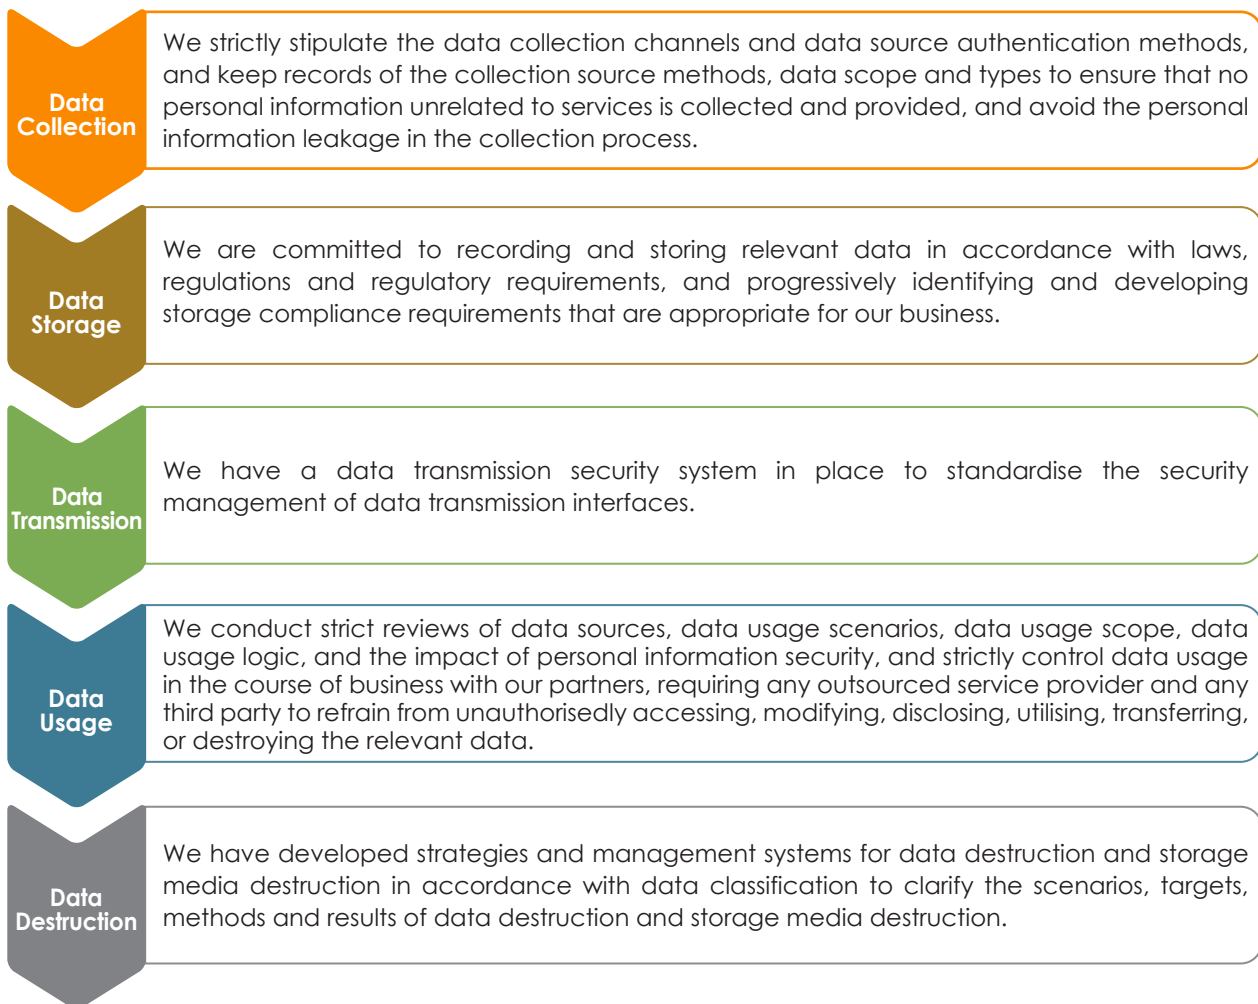 Data
Collection
We strictly stipulate the data collection channels and data source authentication methods,
and keep records of the collection source methods, data scope and types to ensure that no
personal information unrelated to services is collected and provided, and avoid the personal
information leakage in the collection process.
Data
Storage
We are committed to recording and storing relevant data in accordance with laws,
regulations and regulatory requirements, and progressively identifying and developing
storage compliance requirements that are appropriate for our business.
Data
Transmission
We have a data transmission security system in place to standardise the security
management of data transmission interfaces.
Data
Usage
We conduct strict reviews of data sources, data usage scenarios, data usage scope, data
usage logic, and the impact of personal information security, and strictly control data usage
in the course of business with our partners, requiring any outsourced service provider and any
third party to refrain from unauthorisedly accessing, modifying, disclosing, utilising, transferring,
or destroying the relevant data.
Data
Destruction
We have developed strategies and management systems for data destruction and storage
media destruction in accordance with data classification to clarify the scenarios, targets,
methods and results of data destruction and storage media destruction.